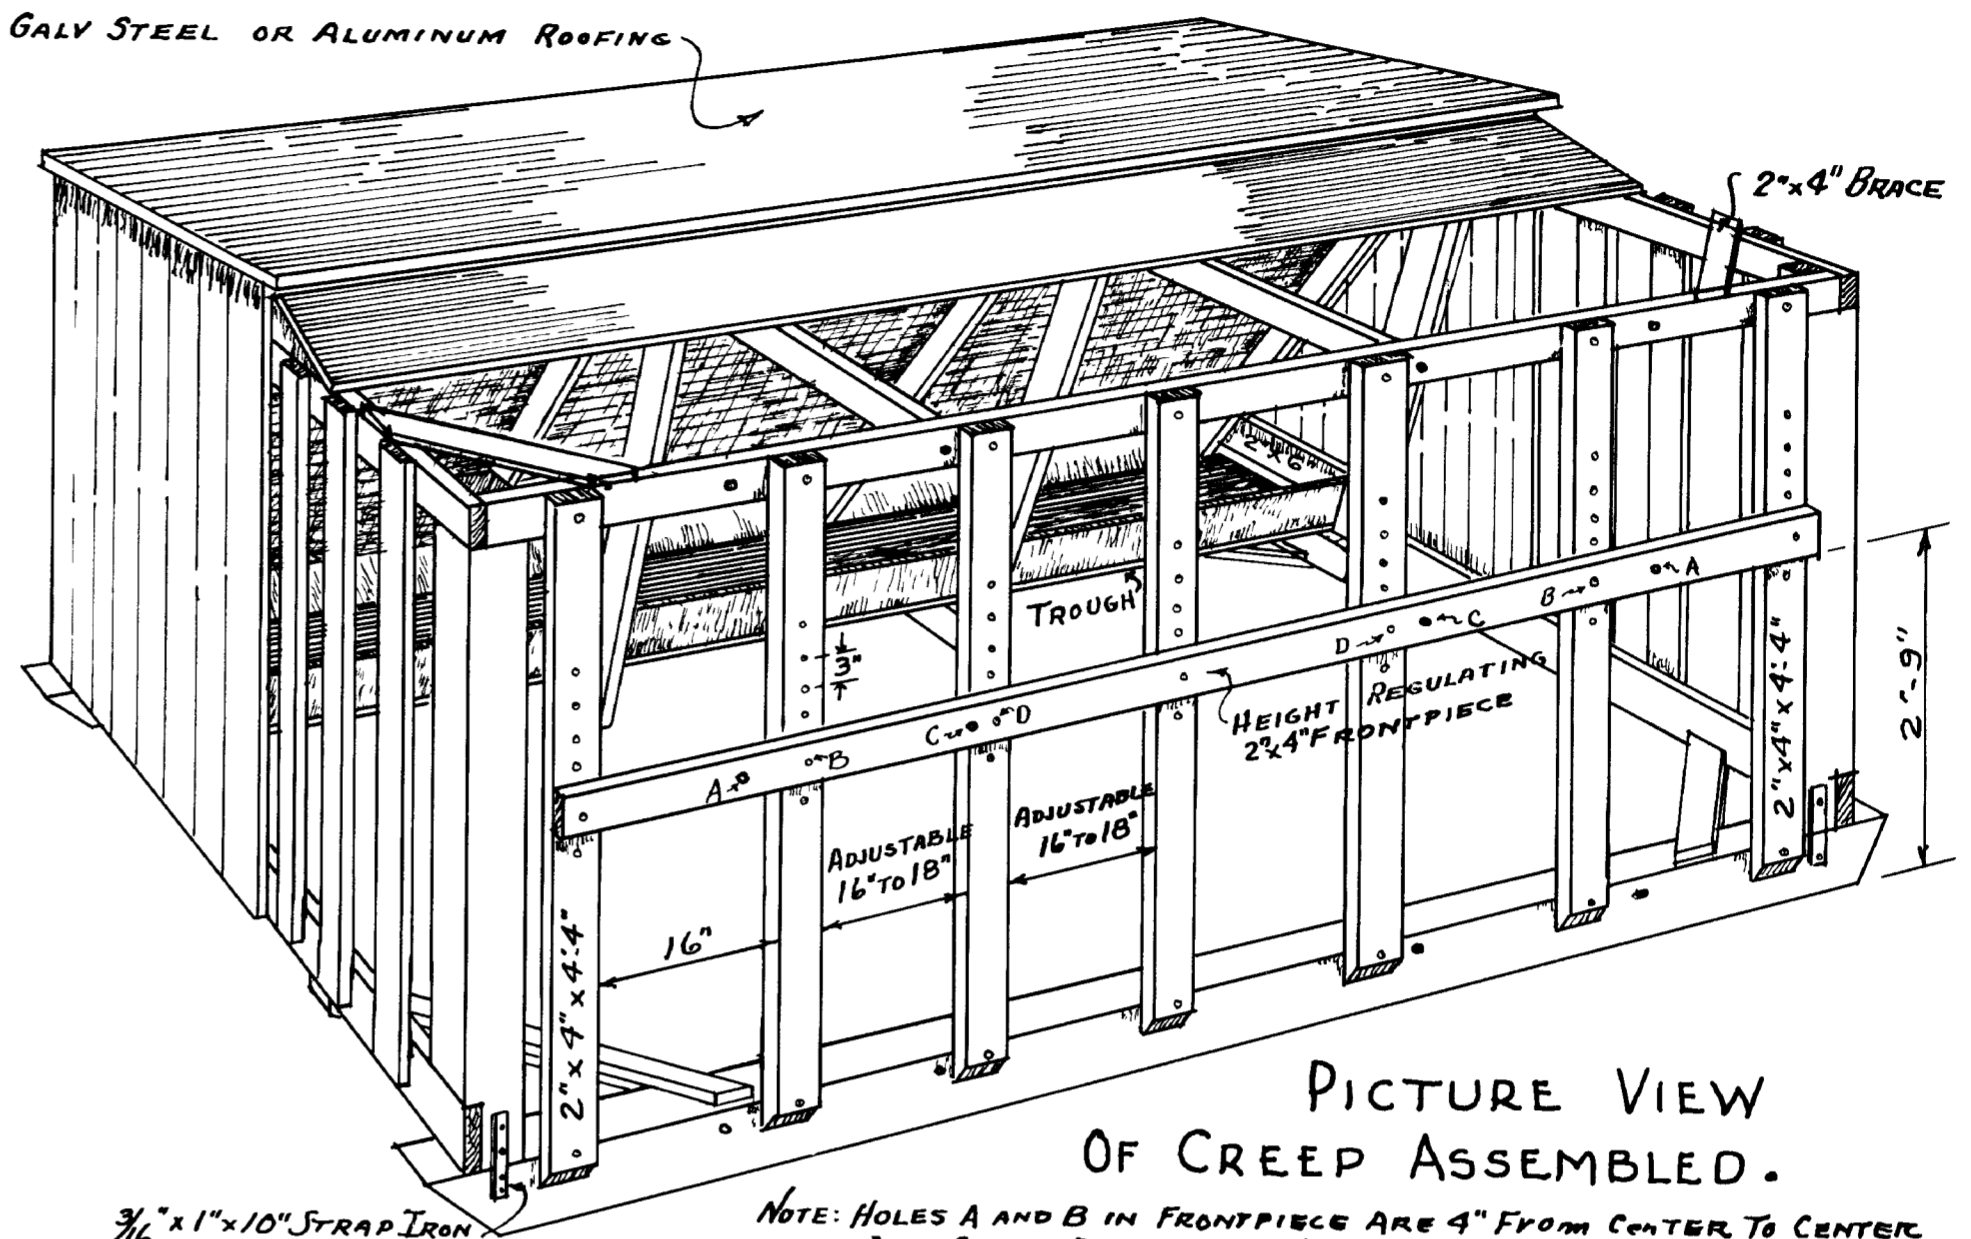 GALV STEEL OR ALUMINUM ROOFING
2"x4" BRACE
2"x6"
TROUGH
3"
A
B
C
D
D
C
B
A
HEIGHT REGULATING
2"x4" FRONTPIECE
2"x4"x4'-4"
2'-9"
ADJUSTABLE
16" TO 18"
ADJUSTABLE
16" TO 18"
16"
2"x4"x4'-4"
PICTURE VIEW
OF CREEP ASSEMBLED.
3/16" x 1" x 10" STRAP IRON
NOTE: HOLES A AND B IN FRONTPIECE ARE 4" FROM CENTER TO CENTER